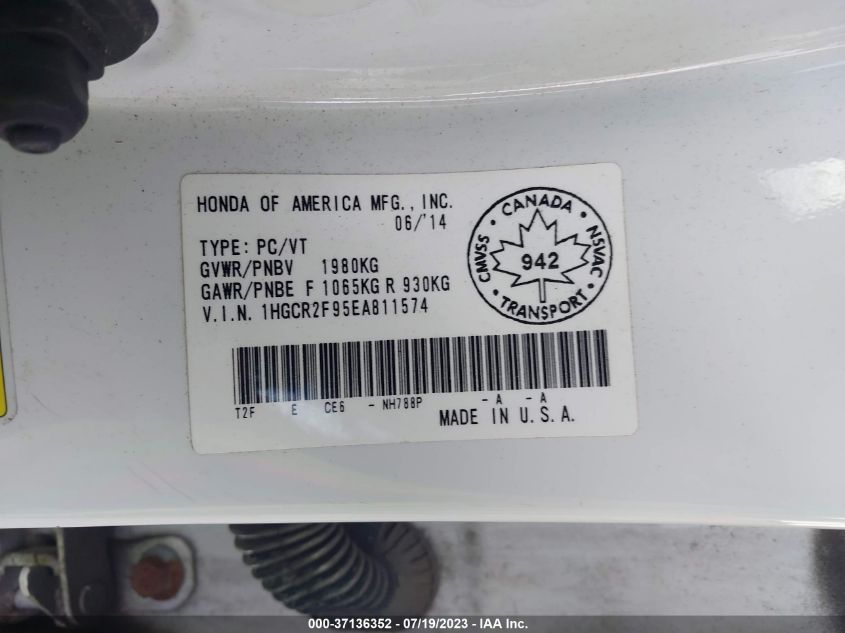 HONDA OF AMERICA MFG., INC.
06/'14
TYPE: PC/VT
GVWR/PNBV 1980KG
GAWR/PNBE F 1065KG R 930KG
V.I.N. 1HGCR2F95EA811574
CANADA
CMVSS
NSVAC
942
TRANSPORT
T2F E CE6 - NH788P - A - A
MADE IN U.S.A.
000-37136352 - 07/19/2023 - IAA Inc.